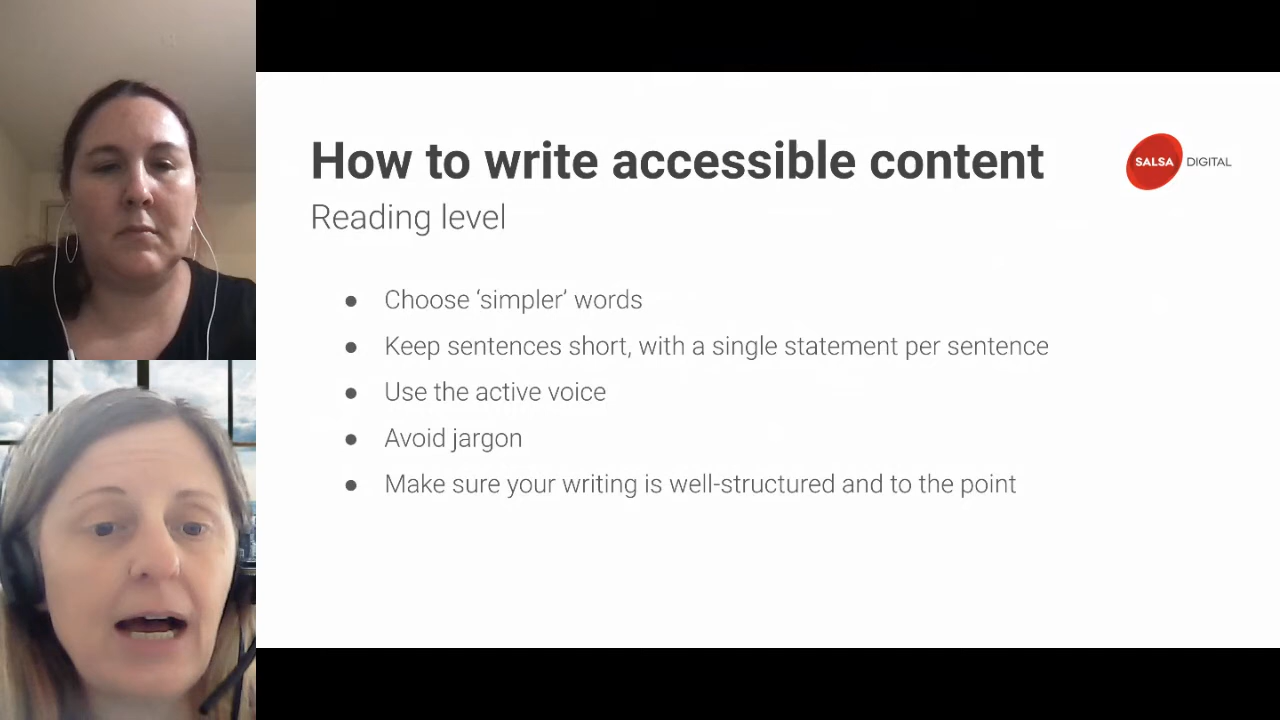 How to write accessible content
SALSA DIGITAL
Reading level
● Choose ‘simpler’ words
● Keep sentences short, with a single statement per sentence
● Use the active voice
● Avoid jargon
● Make sure your writing is well-structured and to the point